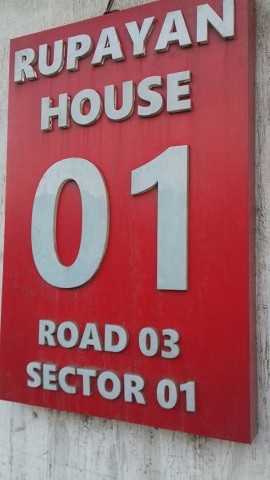 RUPAYAN
HOUSE
01
ROAD 03
SECTOR 01